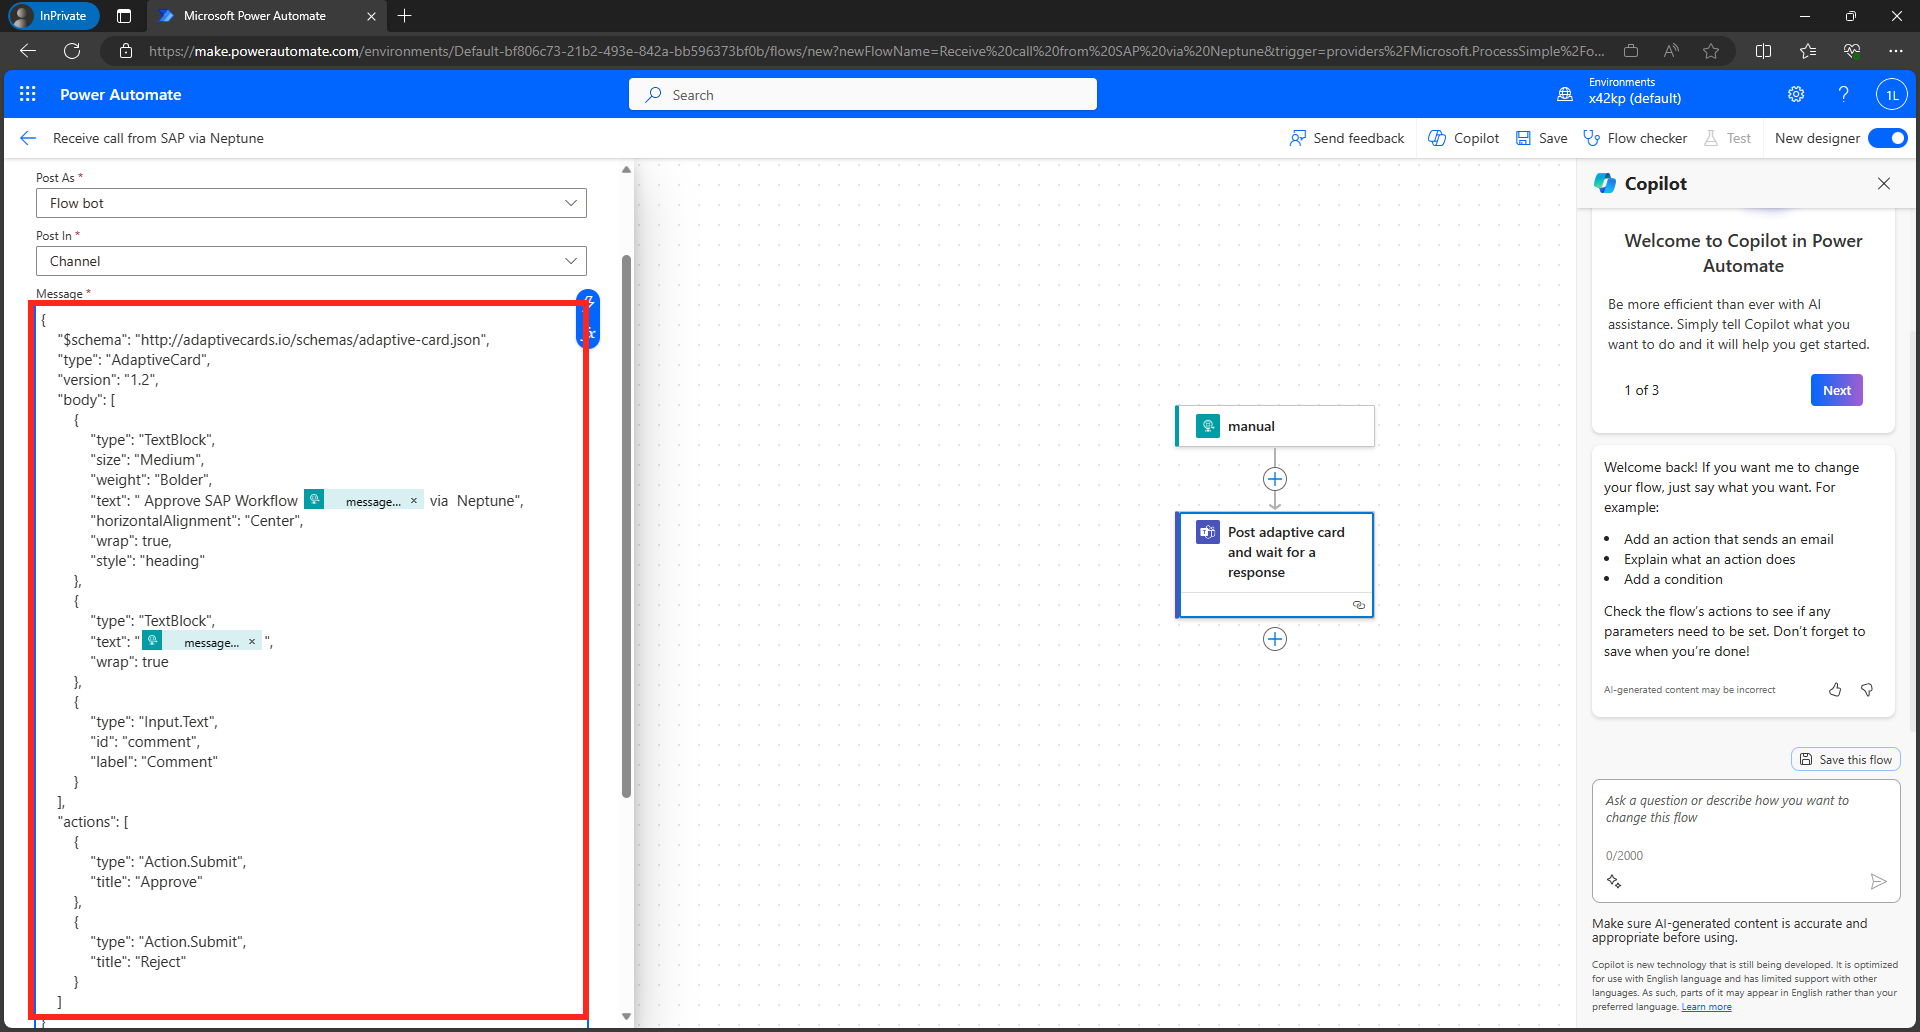 InPrivate
Microsoft Power Automate
https://make.powerautomate.com/environments/Default-bf806c73-21b2-493e-842a-bb596373bf0b/flows/new?newFlowName=Receive%20call%20from%20SAP%20via%20Neptune&trigger=providers%2FMicrosoft.ProcessSimple%2Fo...
Power Automate
Search
Environments
x42kp (default)
?
1L
Receive call from SAP via Neptune
Send feedback
Copilot
Save
Flow checker
Test
New designer
Post As *
Flow bot
Post In *
Channel
Message *
{
"$schema": "http://adaptivecards.io/schemas/adaptive-card.json",
"type": "AdaptiveCard",
"version": "1.2",
"body": [
{
"type": "TextBlock",
"size": "Medium",
"weight": "Bolder",
"text": " Approve SAP Workflow message... × via Neptune",
"horizontalAlignment": "Center",
"wrap": true,
"style": "heading"
},
{
"type": "TextBlock",
"text": " message... × ",
"wrap": true
},
{
"type": "Input.Text",
"id": "comment",
"label": "Comment"
}
],
"actions": [
{
"type": "Action.Submit",
"title": "Approve"
},
{
"type": "Action.Submit",
"title": "Reject"
}
]
}
manual
Post adaptive card
and wait for a
response
Copilot
Welcome to Copilot in Power
Automate
Be more efficient than ever with AI
assistance. Simply tell Copilot what you
want to do and it will help you get started.
1 of 3
Next
Welcome back! If you want me to change
your flow, just say what you want. For
example:
• Add an action that sends an email
• Explain what an action does
• Add a condition
Check the flow's actions to see if any
parameters need to be set. Don't forget to
save when you're done!
AI-generated content may be incorrect
Save this flow
Ask a question or describe how you want to
change this flow
0/2000
Make sure AI-generated content is accurate and
appropriate before using.
Copilot is new technology that is still being developed. It is optimized
for use with English language and has limited support with other
languages. As such, parts of it may appear in English rather than your
preferred language. Learn more